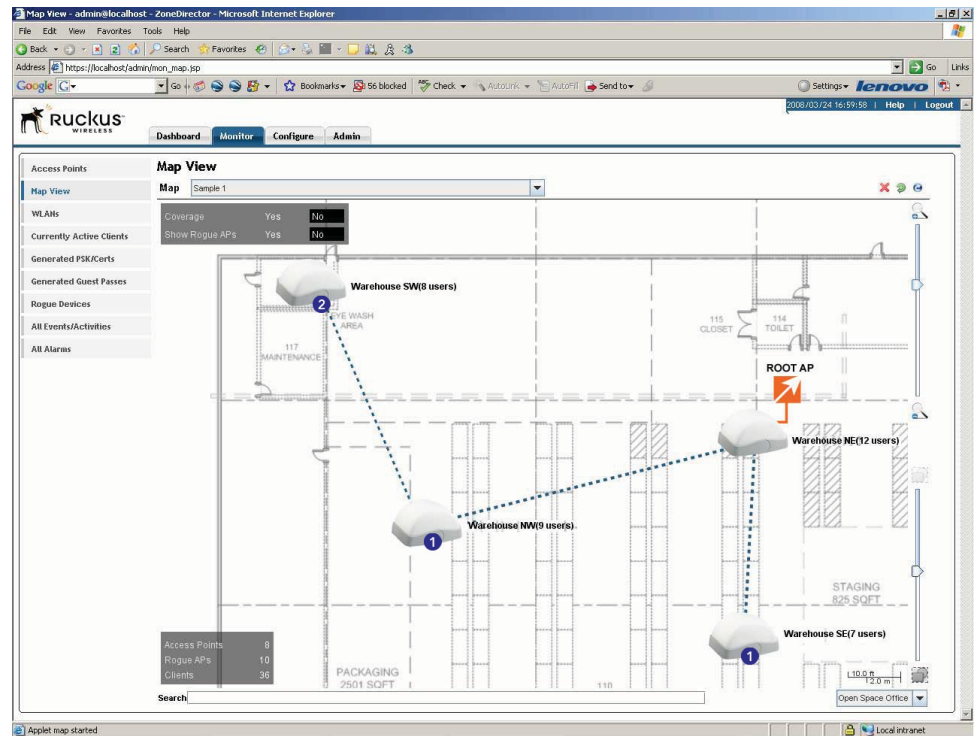 Map View - admin@localhost - ZoneDirector - Microsoft Internet Explorer
File Edit View Favorites Tools Help
Back Search Favorites
Address https://localhost/admin/mon_map.jsp Go Links
Google G Go Bookmarks 56 blocked Check AutoLink AutoFill Send to Settings lenovo
2008/03/24 16:59:58 | Help | Logout
Ruckus WIRELESS
Dashboard Monitor Configure Admin
Access Points
Map View
WLANs
Currently Active Clients
Generated PSK/Certs
Generated Guest Passes
Rogue Devices
All Events/Activities
All Alarms
Map View
Map Sample 1
Coverage Yes No
Show Rogue APs Yes No
Warehouse SW(8 users)
2
EYE WASH
AREA
117
MAINTENANCE
115
CLOSET
114
TOILET
ROOT AP
Warehouse NE(12 users)
Warehouse NW(9 users)
1
STAGING
825 SQFT
Warehouse SE(7 users)
1
Access Points 8
Rogue APs 10
Clients 36
PACKAGING
2501 SQFT
110
10.0 ft
2.0 m
Search
Open Space Office
Applet map started
Local intranet